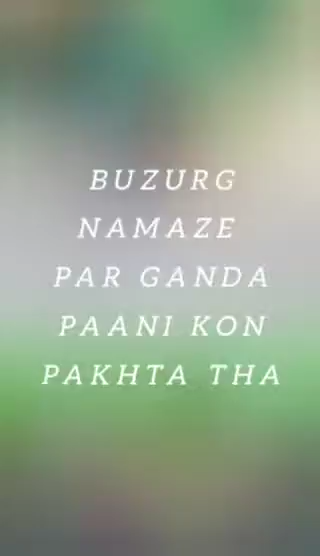 BUZURG
NAMAZE
PAR GANDA
PAANI KON
PAKHTA THA